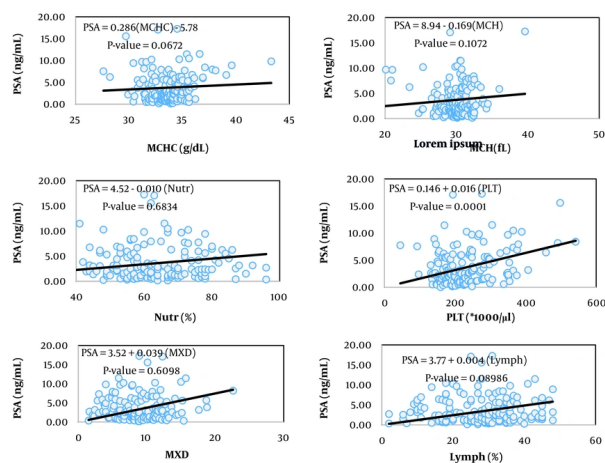 PSA = 0.286(MCHC) - 5.78
P-value = 0.0672
PSA (ng/mL)
20.00
15.00
10.00
5.00
0.00
25
35
45
MCHC (g/dL)
PSA = 8.94 - 0.169(MCH)
P-value = 0.1072
PSA (ng/mL)
20.00
15.00
10.00
5.00
0.00
20
30
40
50
Lorem ipsum
MCH(fL)
PSA = 4.52 - 0.010 (Nutr)
P-value = 0.6834
PSA (ng/mL)
20.00
15.00
10.00
5.00
0.00
40
60
80
100
Nutr (%)
PSA = 0.146 + 0.016 (PLT)
P-value = 0.0001
PSA (ng/mL)
20.00
15.00
10.00
5.00
0.00
0
200
400
600
PLT (*1000/µl)
PSA = 3.52 + 0.039 (MXD)
P-value = 0.6098
PSA (ng/mL)
20.00
15.00
10.00
5.00
0.00
0
10
20
30
MXD
PSA = 3.77 + 0.004 (Lymph)
P-value = 0.08986
PSA (ng/mL)
20.00
15.00
10.00
5.00
0.00
0
20
40
60
Lymph (%)